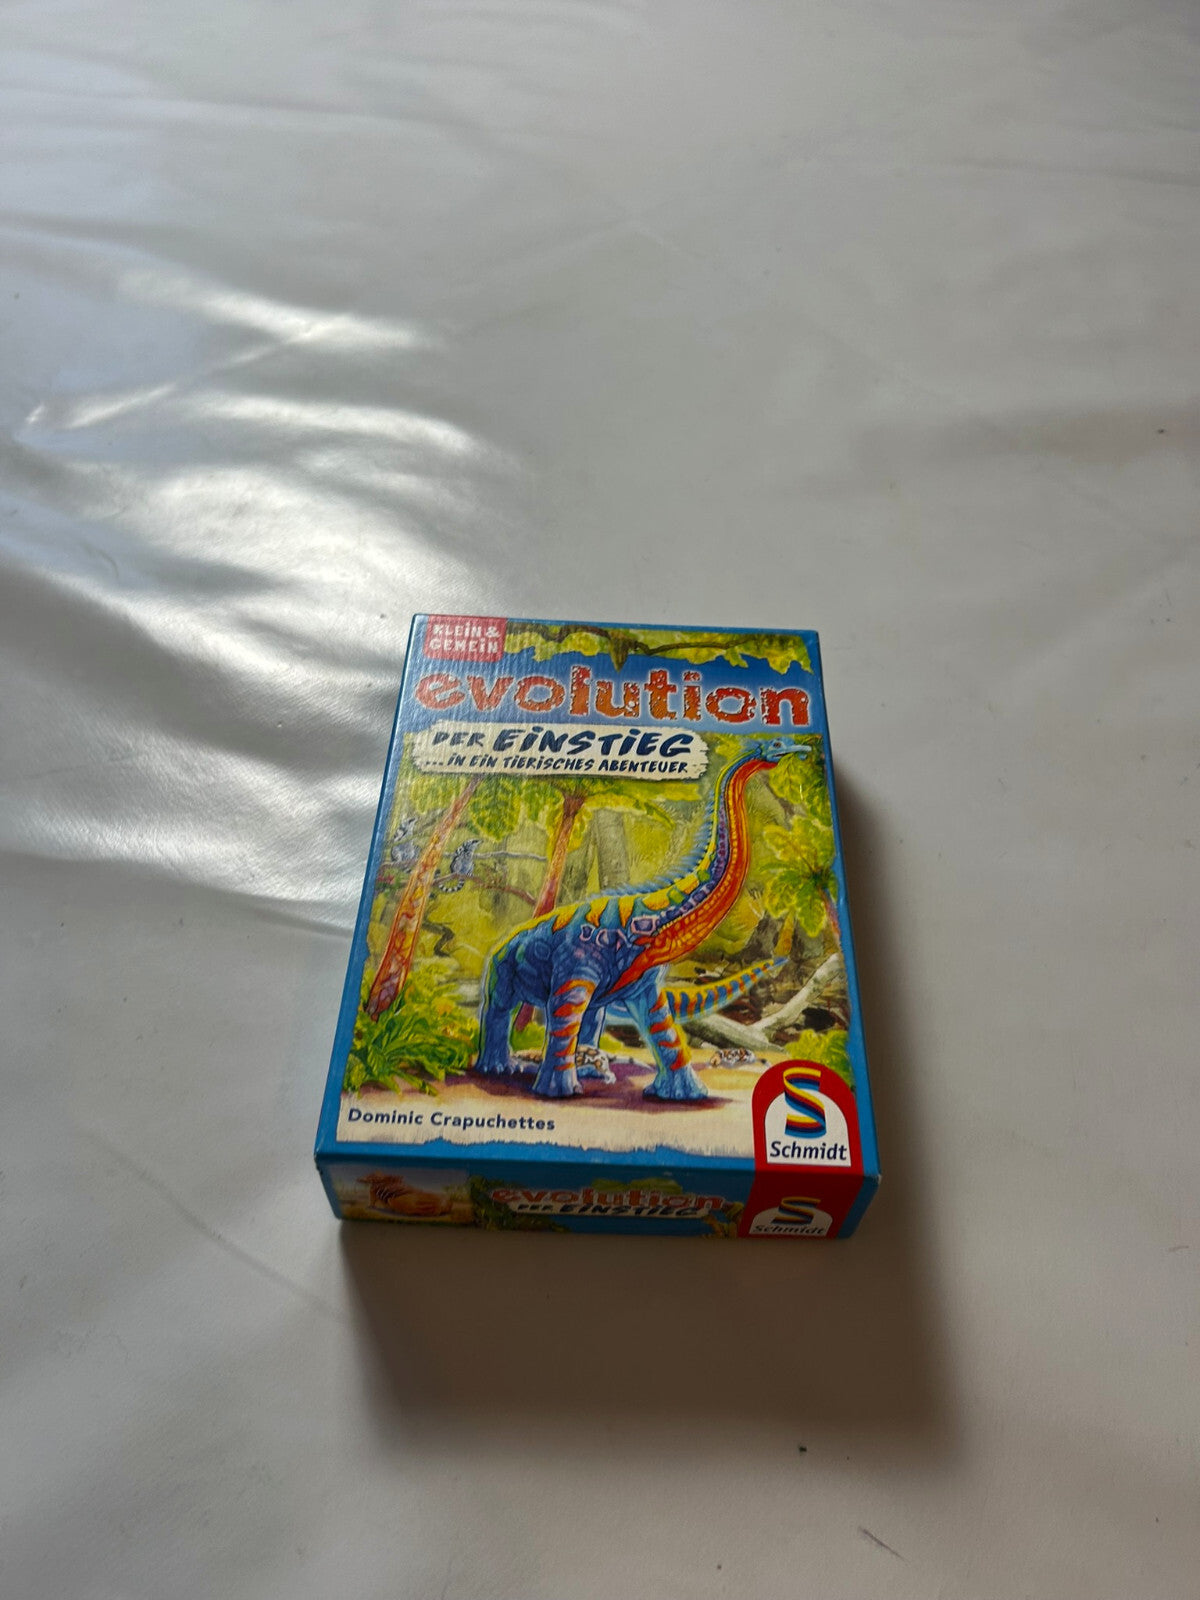 KLEiN &
GEMEiN
evolution
DER EiNSTiEG
... iN EiN TiERiSCHES ABENTEUER
Dominic Crapuchettes
Schmidt
evolution
DER EiNSTiEG
Schmidt